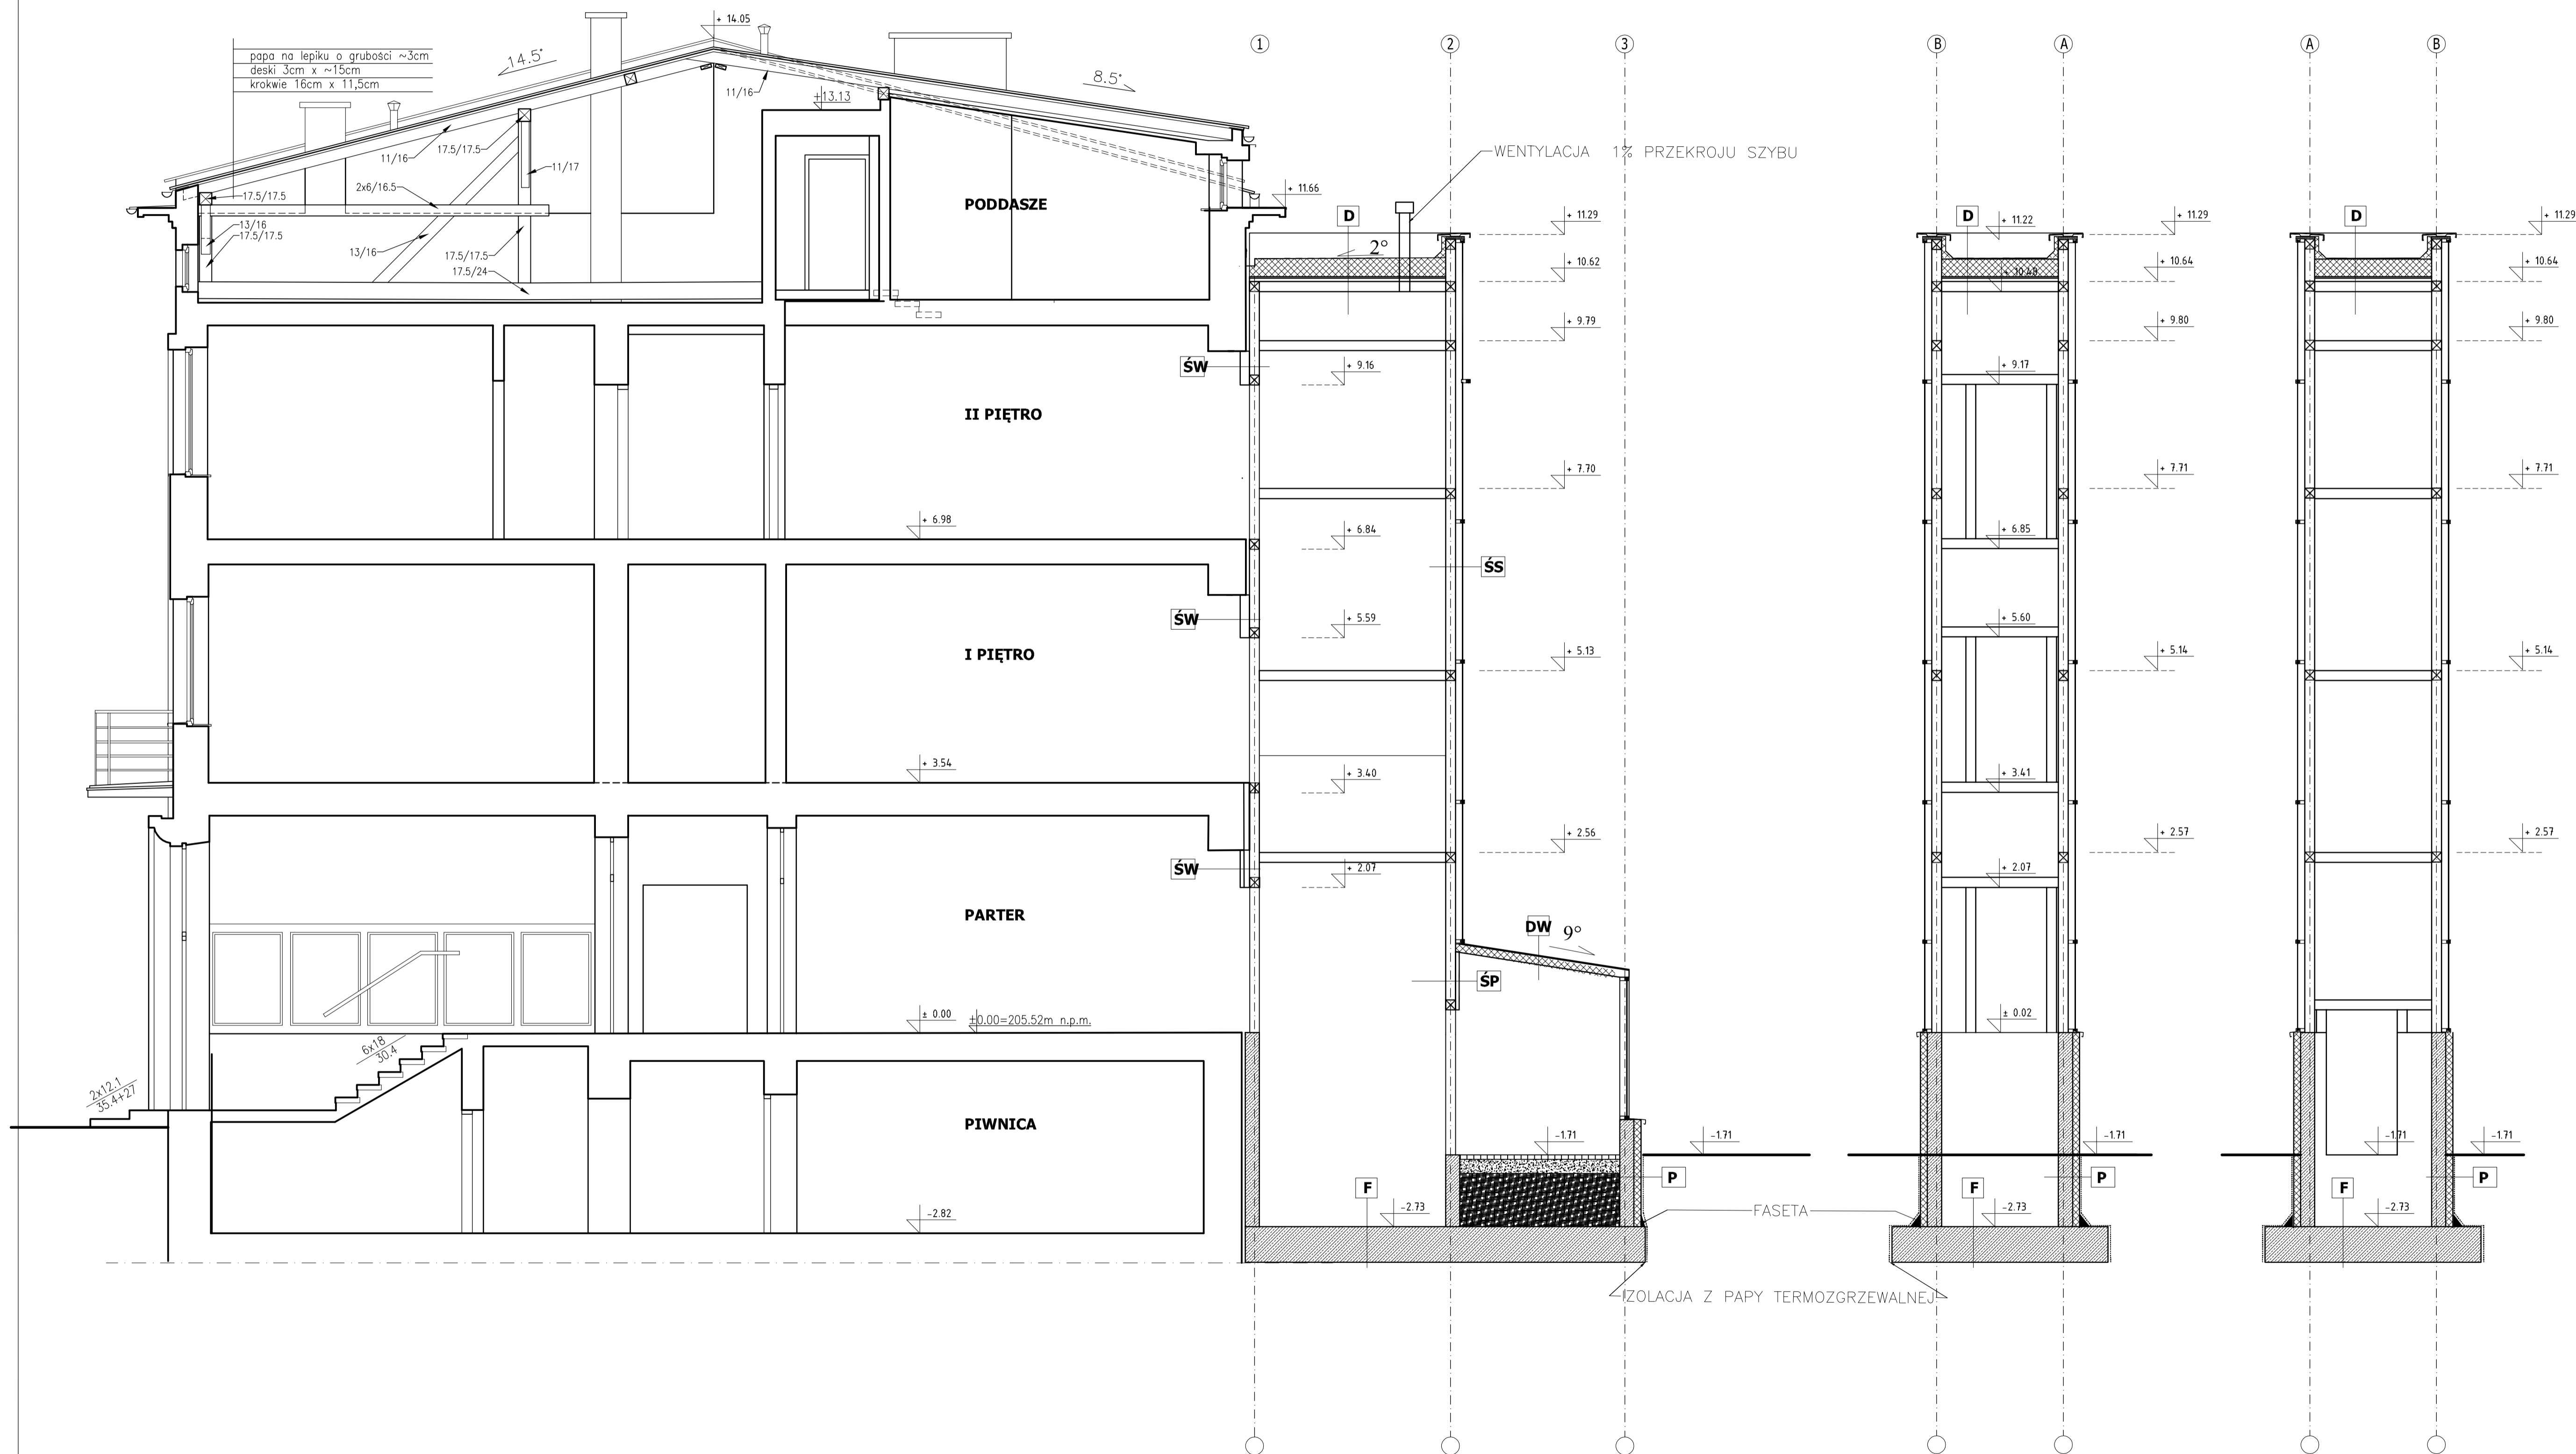 papa na lepiku o grubości ~3cm
deski 3cm x ~15cm
krokwie 16cm x 11,5cm
14.5°
+ 14.05
11/16
+13.13
8.5°
11/16
17.5/17.5
11/17
2x6/16.5
17.5/17.5
13/16
17.5/17.5
13/16
17.5/17.5
17.5/24
PODDASZE
+ 11.66
II PIĘTRO
+ 6.98
I PIĘTRO
+ 3.54
PARTER
± 0.00
±0.00=205.52m n.p.m.
6x18
30.4
2x12.1
35.4+27
PIWNICA
-2.82
1
2
3
WENTYLACJA 1% PRZEKROJU SZYBU
D
2°
+ 11.29
+ 10.62
+ 9.79
ŚW
+ 9.16
+ 7.70
+ 6.84
ŚS
ŚW
+ 5.59
+ 5.13
+ 3.40
+ 2.56
ŚW
+ 2.07
DW
9°
ŚP
-1.71
-1.71
P
F
-2.73
FASETA
IZOLACJA Z PAPY TERMOZGRZEWALNEJ
B
A
D
+ 11.22
+ 11.29
+ 10.64
+ 10.48
+ 9.80
+ 9.17
+ 7.71
+ 6.85
+ 5.60
+ 5.14
+ 3.41
+ 2.57
+ 2.07
± 0.02
-1.71
P
F
-2.73
A
B
D
+ 11.29
+ 10.64
+ 9.80
+ 7.71
+ 5.14
+ 2.57
-1.71
-1.71
P
F
-2.73